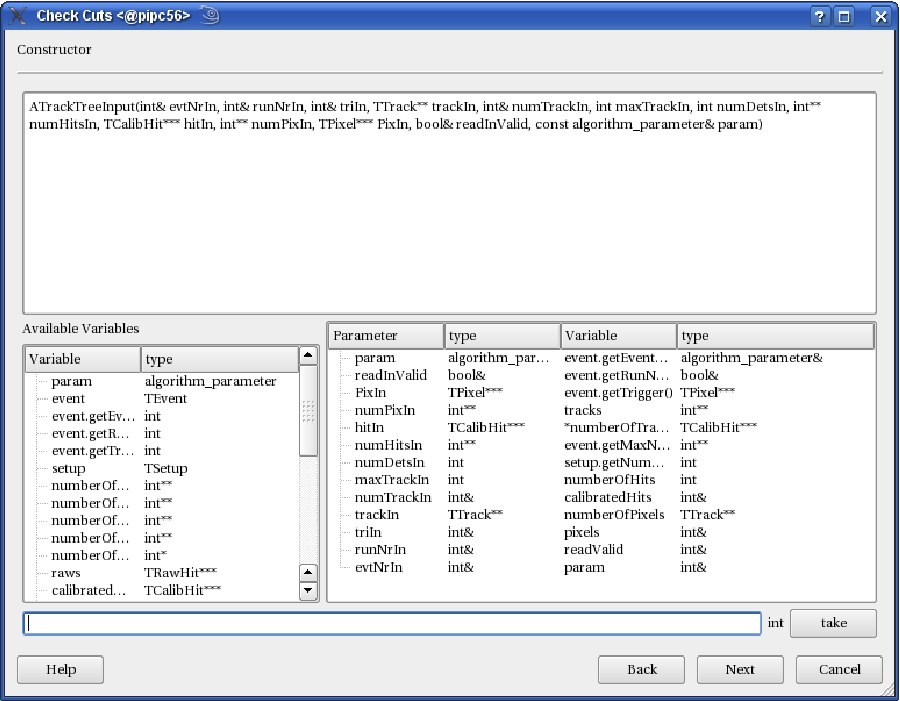 Check Cuts <@pipc56>
Constructor
ATrackTreeInput(int& evtNrIn, int& runNrIn, int& triIn, TTrack** trackIn, int& numTrackIn, int maxTrackIn, int numDetsIn, int**
numHitsIn, TCalibHit*** hitIn, int** numPixIn, TPixel*** PixIn, bool& readInValid, const algorithm_parameter& param)
Available Variables
Variable type
param algorithm_parameter
event TEvent
event.getEv... int
event.getR... int
event.getTr... int
setup TSetup
numberOf... int**
numberOf... int**
numberOf... int**
numberOf... int**
numberOf... int*
raws TRawHit***
calibrated... TCalibHit***
Parameter type Variable type
param algorithm_par... event.getEvent... algorithm_parameter&
readInValid bool& event.getRunN... bool&
PixIn TPixel*** event.getTrigger() TPixel***
numPixIn int** tracks int**
hitIn TCalibHit*** *numberOfTra... TCalibHit***
numHitsIn int** event.getMaxN... int**
numDetsIn int setup.getNum... int
maxTrackIn int numberOfHits int
numTrackIn int& calibratedHits int&
trackIn TTrack** numberOfPixels TTrack**
triIn int& pixels int&
runNrIn int& readValid int&
evtNrIn int& param int&
int take
Help Back Next Cancel